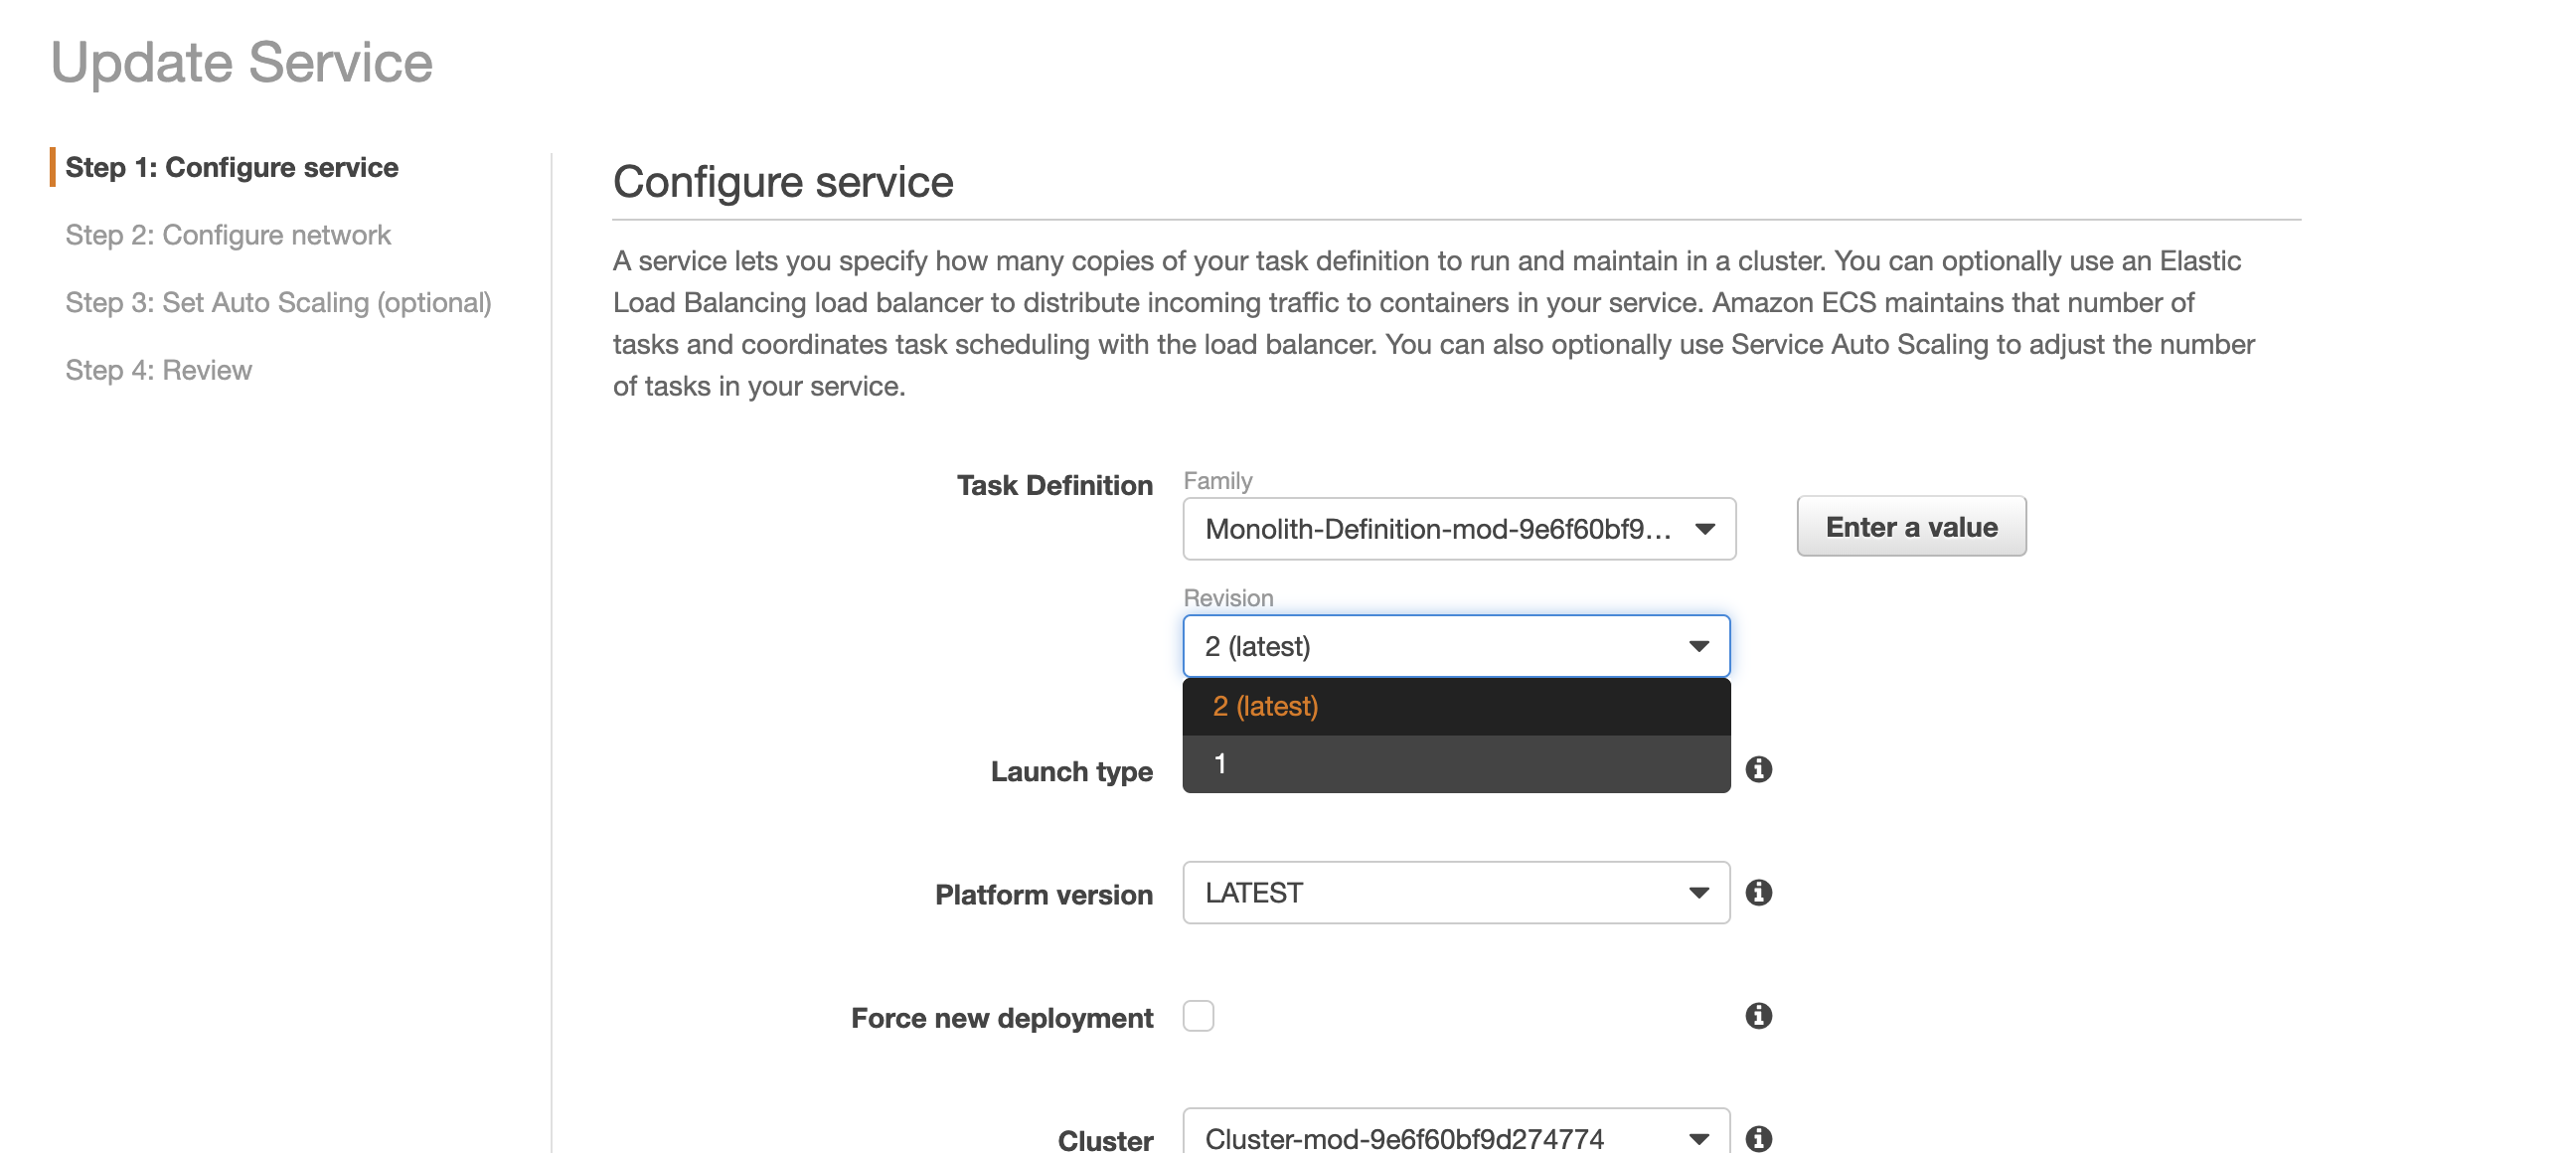 Update Service
Step 1: Configure service
Step 2: Configure network
Step 3: Set Auto Scaling (optional)
Step 4: Review
Configure service
A service lets you specify how many copies of your task definition to run and maintain in a cluster. You can optionally use an Elastic
Load Balancing load balancer to distribute incoming traffic to containers in your service. Amazon ECS maintains that number of
tasks and coordinates task scheduling with the load balancer. You can also optionally use Service Auto Scaling to adjust the number
of tasks in your service.
Task Definition
Family
Monolith-Definition-mod-9e6f60bf9...
Enter a value
Revision
2 (latest)
2 (latest)
1
Launch type
Platform version
LATEST
Force new deployment
Cluster
Cluster-mod-9e6f60bf9d274774